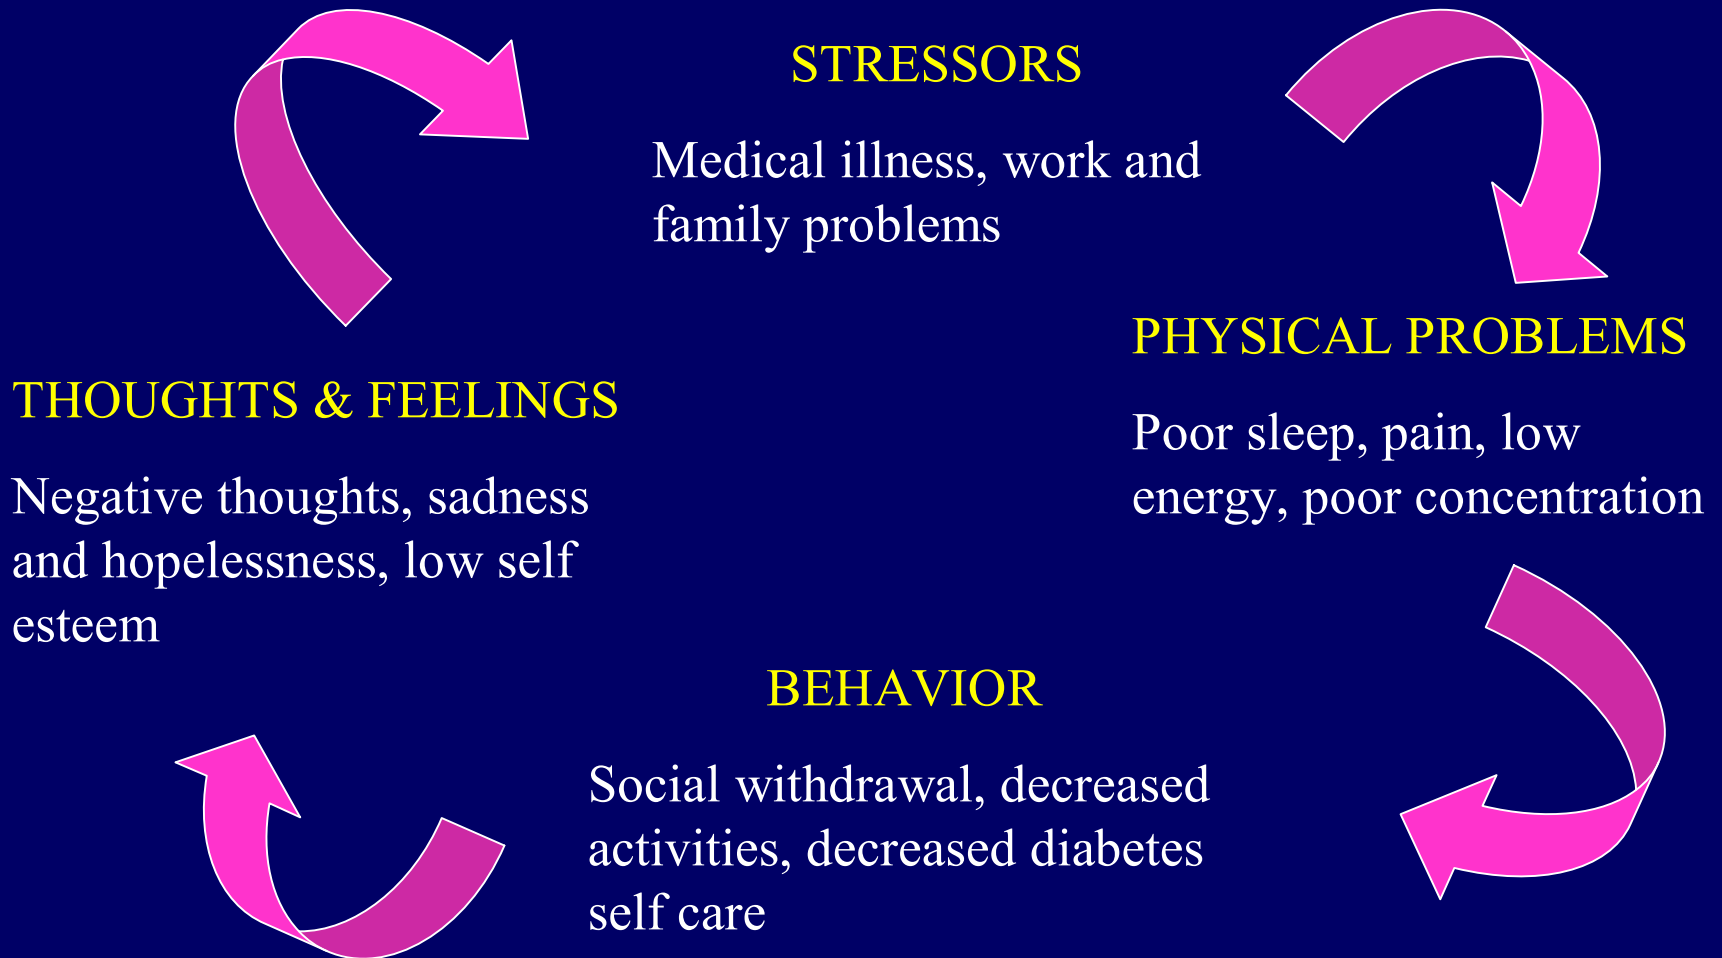 STRESSORS
Medical illness, work and
family problems
PHYSICAL PROBLEMS
Poor sleep, pain, low
energy, poor concentration
THOUGHTS & FEELINGS
Negative thoughts, sadness
and hopelessness, low self
esteem
BEHAVIOR
Social withdrawal, decreased
activities, decreased diabetes
self care